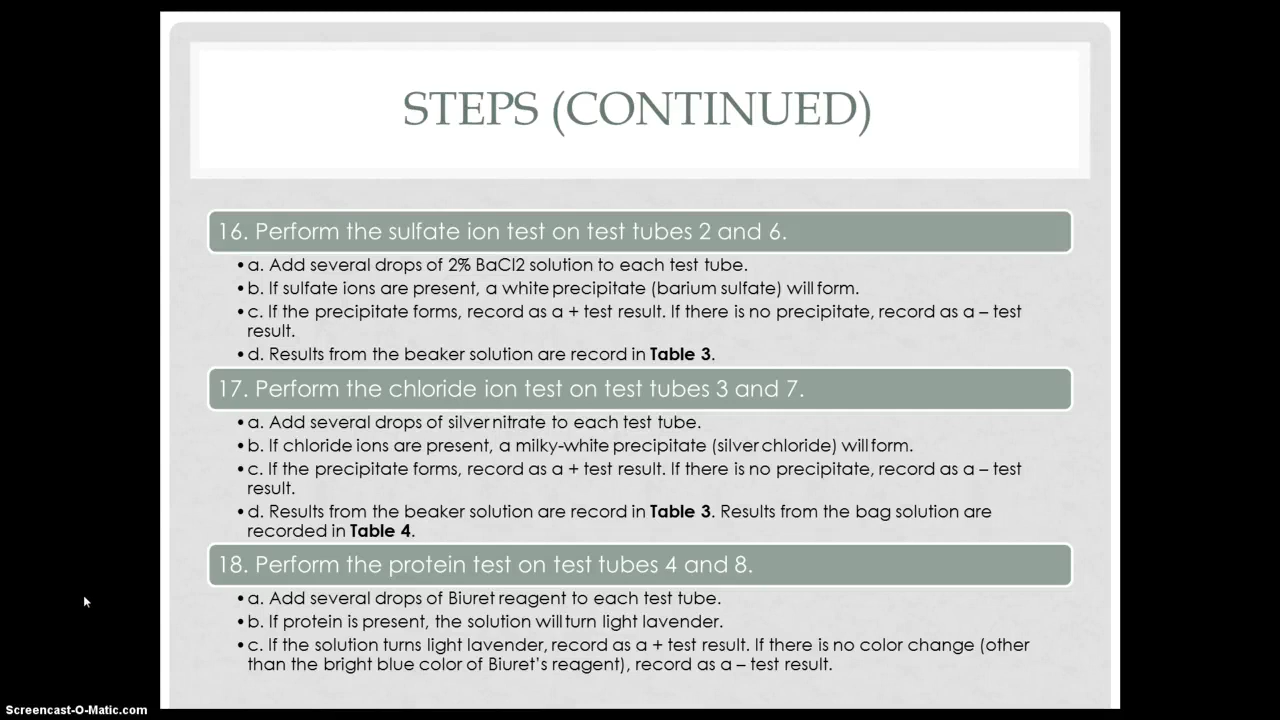 STEPS (CONTINUED)
16. Perform the sulfate ion test on test tubes 2 and 6.
• a. Add several drops of 2% BaCl2 solution to each test tube.
• b. If sulfate ions are present, a white precipitate (barium sulfate) will form.
• c. If the precipitate forms, record as a + test result. If there is no precipitate, record as a – test
result.
• d. Results from the beaker solution are record in Table 3.
17. Perform the chloride ion test on test tubes 3 and 7.
• a. Add several drops of silver nitrate to each test tube.
• b. If chloride ions are present, a milky-white precipitate (silver chloride) will form.
• c. If the precipitate forms, record as a + test result. If there is no precipitate, record as a – test
result.
• d. Results from the beaker solution are record in Table 3. Results from the bag solution are
recorded in Table 4.
18. Perform the protein test on test tubes 4 and 8.
• a. Add several drops of Biuret reagent to each test tube.
• b. If protein is present, the solution will turn light lavender.
• c. If the solution turns light lavender, record as a + test result. If there is no color change (other
than the bright blue color of Biuret's reagent), record as a – test result.
Screencast-O-Matic.com